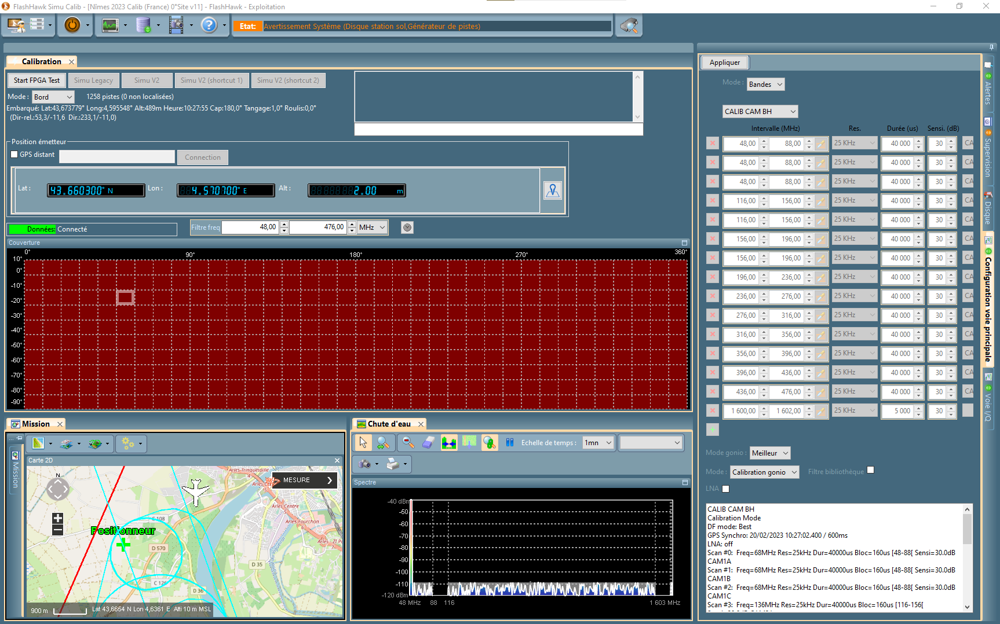 FlashHawk Simu Calib - [Nîmes 2023 Calib (France) 0°Site v11] - FlashHawk - Exploitation
Etat: Avertissement Système (Disque station sol,Générateur de pistes)
Calibration
Start FPGA Test Simu Legacy Simu V2 Simu V2 (shortcut 1) Simu V2 (shortcut 2)
Mode : Bord 1258 pistes (0 non localisées)
Embarqué: Lat:43,673779° Long:4,595548° Alt:489m Heure:10:27:55 Cap:180,0° Tangage:1,0° Roulis:0,0°
(Dir-rel.:53,3/-11,6 Dir.:233,1/-11,0)
Position émetteur
GPS distant Connection
Lat : 43.660300° N Lon : 4.570700° E Alt : 2.00 m
Données: Connecté Filtre freq 48,00 476,00 MHz
Couverture
0° 90° 180° 270° 360°
10°
0°
-10°
-20°
-30°
-40°
-50°
-60°
-70°
-80°
-90°
Mission
Mission
Carte 2D
N
MESURE
Arles-Trinquetaille
Arles Centre
Arles-Fourchon
Arles-ZI Po
C 108
Positionneur
D 570
D 35
C 126
D 36
900 m Lat 43,6654 N Lon 4,6361 E Alti 10 m MSL
Chute d'eau
Echelle de temps : 1mn
Spectre
-40 dBm
-50
-60
-70
-80
-90
-100
-110
-120 dBm
48 MHz 88 116 1 603 MHz
Appliquer
Mode : Bandes
CALIB CAM BH
Intervalle (MHz) Res. Durée (us) Sensi. (dB)
48,00 88,00 25 KHz 40 000 30 CA
48,00 88,00 25 KHz 40 000 30 CA
48,00 88,00 25 KHz 40 000 30 CA
116,00 156,00 25 KHz 40 000 30 CA
116,00 156,00 25 KHz 40 000 30 CA
156,00 196,00 25 KHz 40 000 30 CA
156,00 196,00 25 KHz 40 000 30 CA
196,00 236,00 25 KHz 40 000 30 CA
236,00 276,00 25 KHz 40 000 30 CA
276,00 316,00 25 KHz 40 000 30 CA
316,00 356,00 25 KHz 40 000 30 CA
356,00 396,00 25 KHz 40 000 30 CA
396,00 436,00 25 KHz 40 000 30 CA
436,00 476,00 25 KHz 40 000 30 CA
1 600,00 1 602,00 25 KHz 5 000 30
Mode gonio : Meilleur
Mode : Calibration gonio Filtre bibliothèque
LNA
CALIB CAM BH
Calibration Mode
DF mode: Best
GPS Synchro: 20/02/2023 10:27:02.400 / 600ms
LNA: off
Scan #0: Freq=68MHz Res=25kHz Dur=40000us Bloc=160us [48-88[ Sensi=30.0dB
CAM1A
Scan #1: Freq=68MHz Res=25kHz Dur=40000us Bloc=160us [48-88[ Sensi=30.0dB
CAM1B
Scan #2: Freq=68MHz Res=25kHz Dur=40000us Bloc=160us [48-88[ Sensi=30.0dB
CAM1C
Scan #3: Freq=136MHz Res=25kHz Dur=40000us Bloc=160us [116-156[
Alertes
Supervision
Disque
Configuration voie principale
Voie I/Q